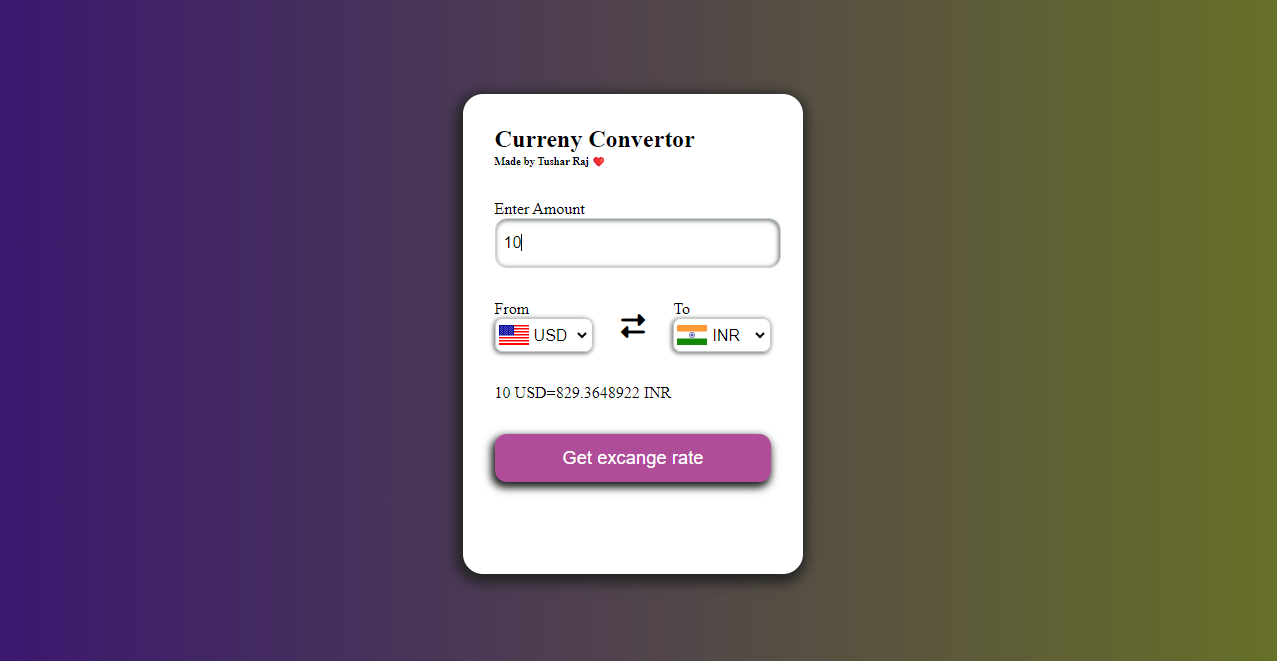 Curreny Convertor
Made by Tushar Raj ❤️
Enter Amount
10
From To
USD INR
10 USD=829.3648922 INR
Get excange rate